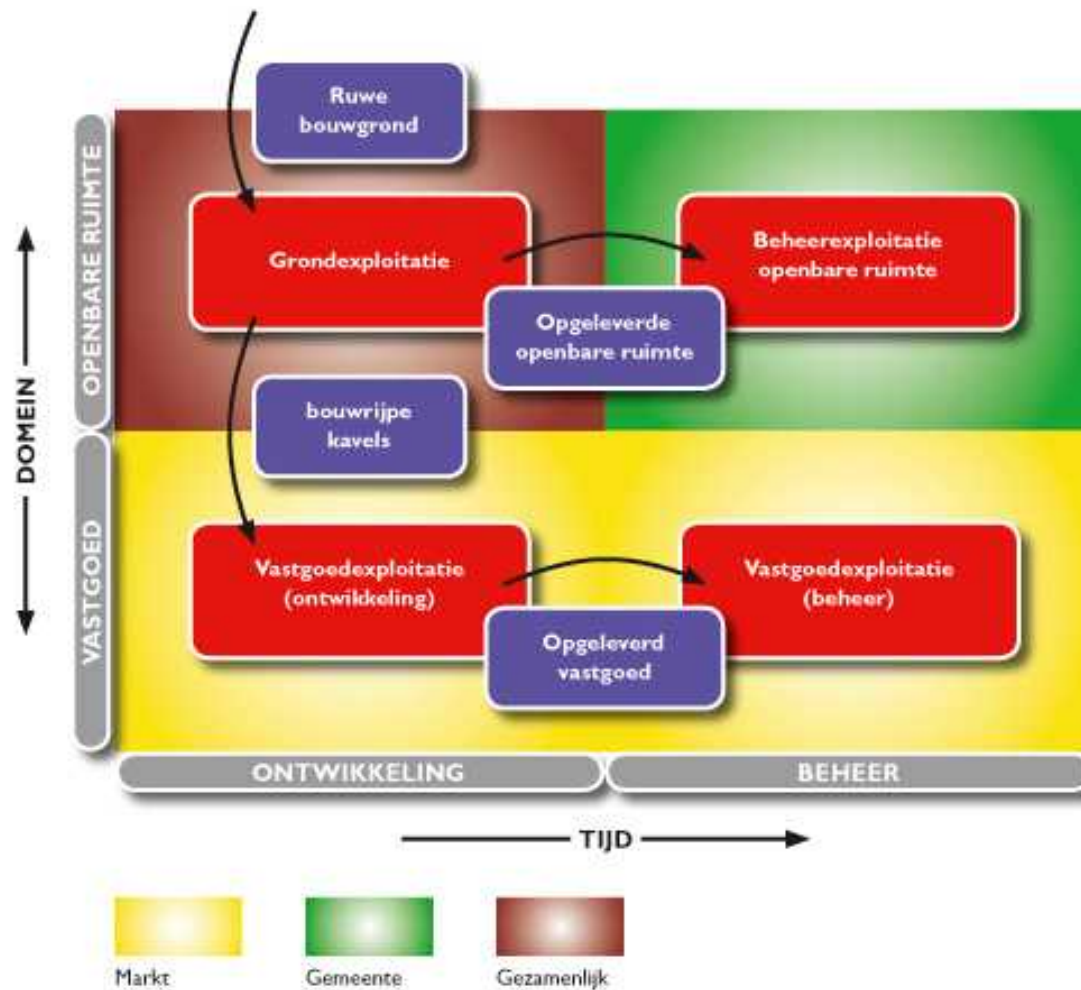 Ruwe
bouwgrond
OPENBARE RUIMTE
Grondexploitatie
Beheerexploitatie
openbare ruimte
Opgeleverde
openbare ruimte
DOMEIN
bouwrijpe
kavels
VASTGOED
Vastgoedexploitatie
(ontwikkeling)
Vastgoedexploitatie
(beheer)
Opgeleverd
vastgoed
ONTWIKKELING
BEHEER
TIJD
Markt
Gemeente
Gezamenlijk